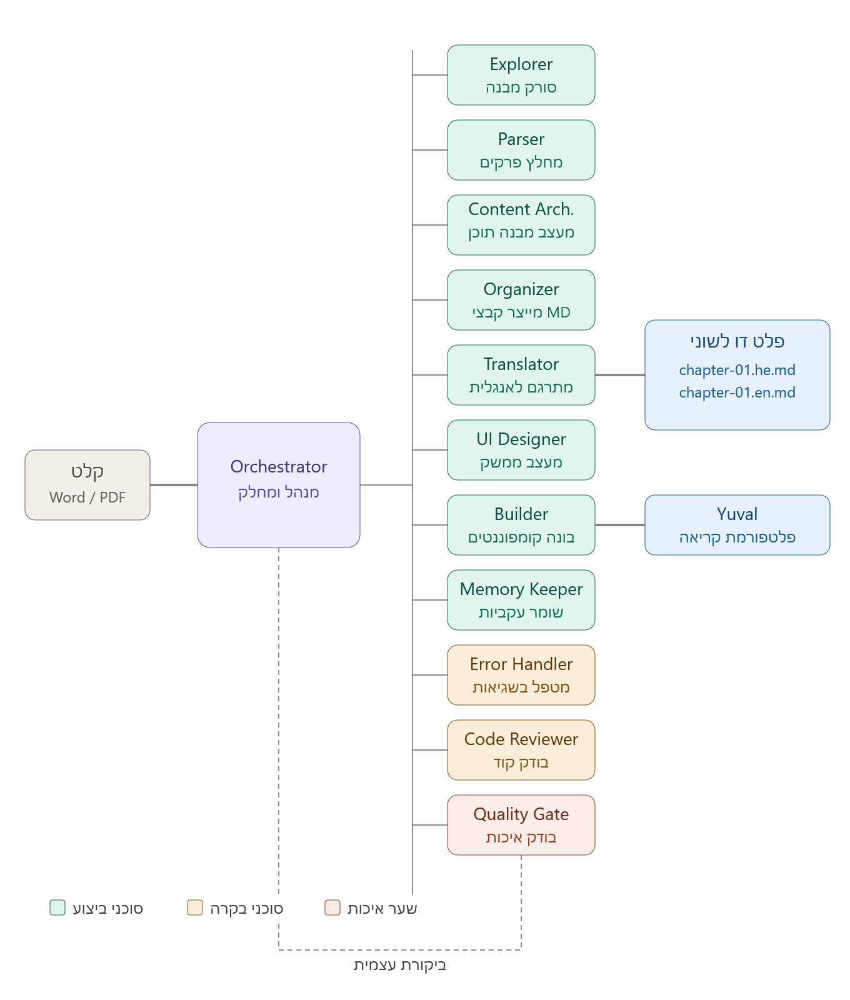 Explorer
סורק מבנה
Parser
מחלץ פרקים
Content Arch.
מעצב מבנה תוכן
Organizer
מייצר קבצי MD
Translator
מתרגם לאנגלית
פלט דו לשוני
chapter-01.he.md
chapter-01.en.md
UI Designer
מעצב ממשק
קלט
Word / PDF
Orchestrator
מנהל ומחלק
Builder
בונה קומפוננטים
Yuval
פלטפורמת קריאה
Memory Keeper
שומר עקביות
Error Handler
מטפל בשגיאות
Code Reviewer
בודק קוד
Quality Gate
בודק איכות
סוכני ביצוע
סוכני בקרה
שער איכות
ביקורת עצמית